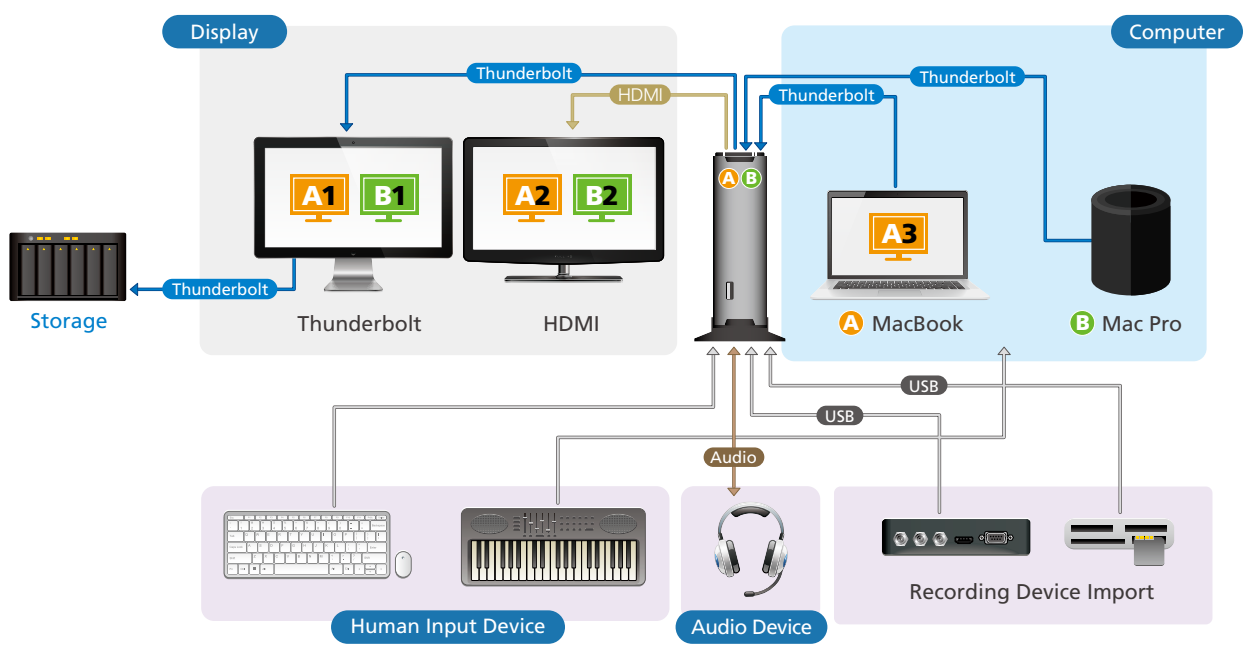 Display
Computer
Thunderbolt
Thunderbolt
HDMI
Thunderbolt
A1
B1
A2
B2
A
B
A3
Thunderbolt
Storage
Thunderbolt
HDMI
A MacBook
B Mac Pro
USB
USB
Audio
Recording Device Import
Human Input Device
Audio Device